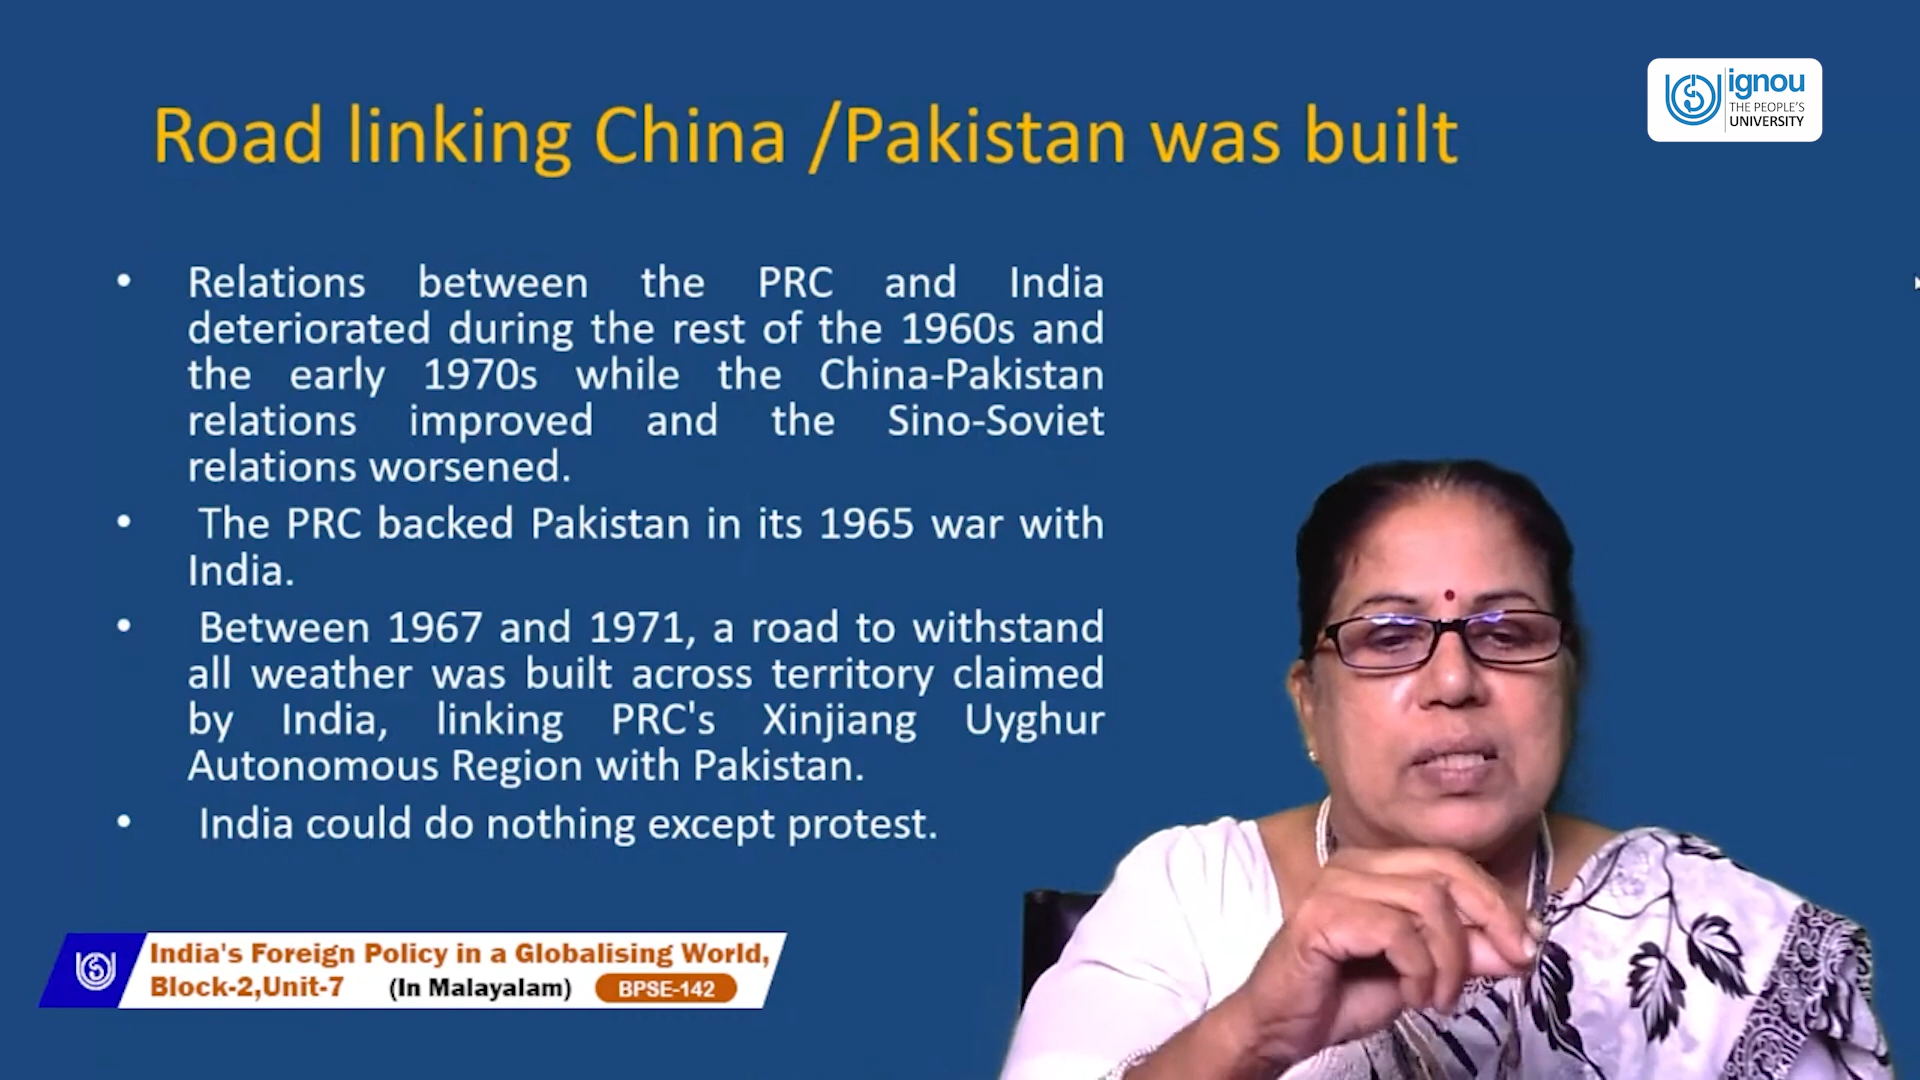 ignou
THE PEOPLE'S
UNIVERSITY
Road linking China /Pakistan was built
• Relations between the PRC and India
deteriorated during the rest of the 1960s and
the early 1970s while the China-Pakistan
relations improved and the Sino-Soviet
relations worsened.
• The PRC backed Pakistan in its 1965 war with
India.
• Between 1967 and 1971, a road to withstand
all weather was built across territory claimed
by India, linking PRC's Xinjiang Uyghur
Autonomous Region with Pakistan.
• India could do nothing except protest.
India's Foreign Policy in a Globalising World,
Block-2,Unit-7 (In Malayalam) BPSE-142